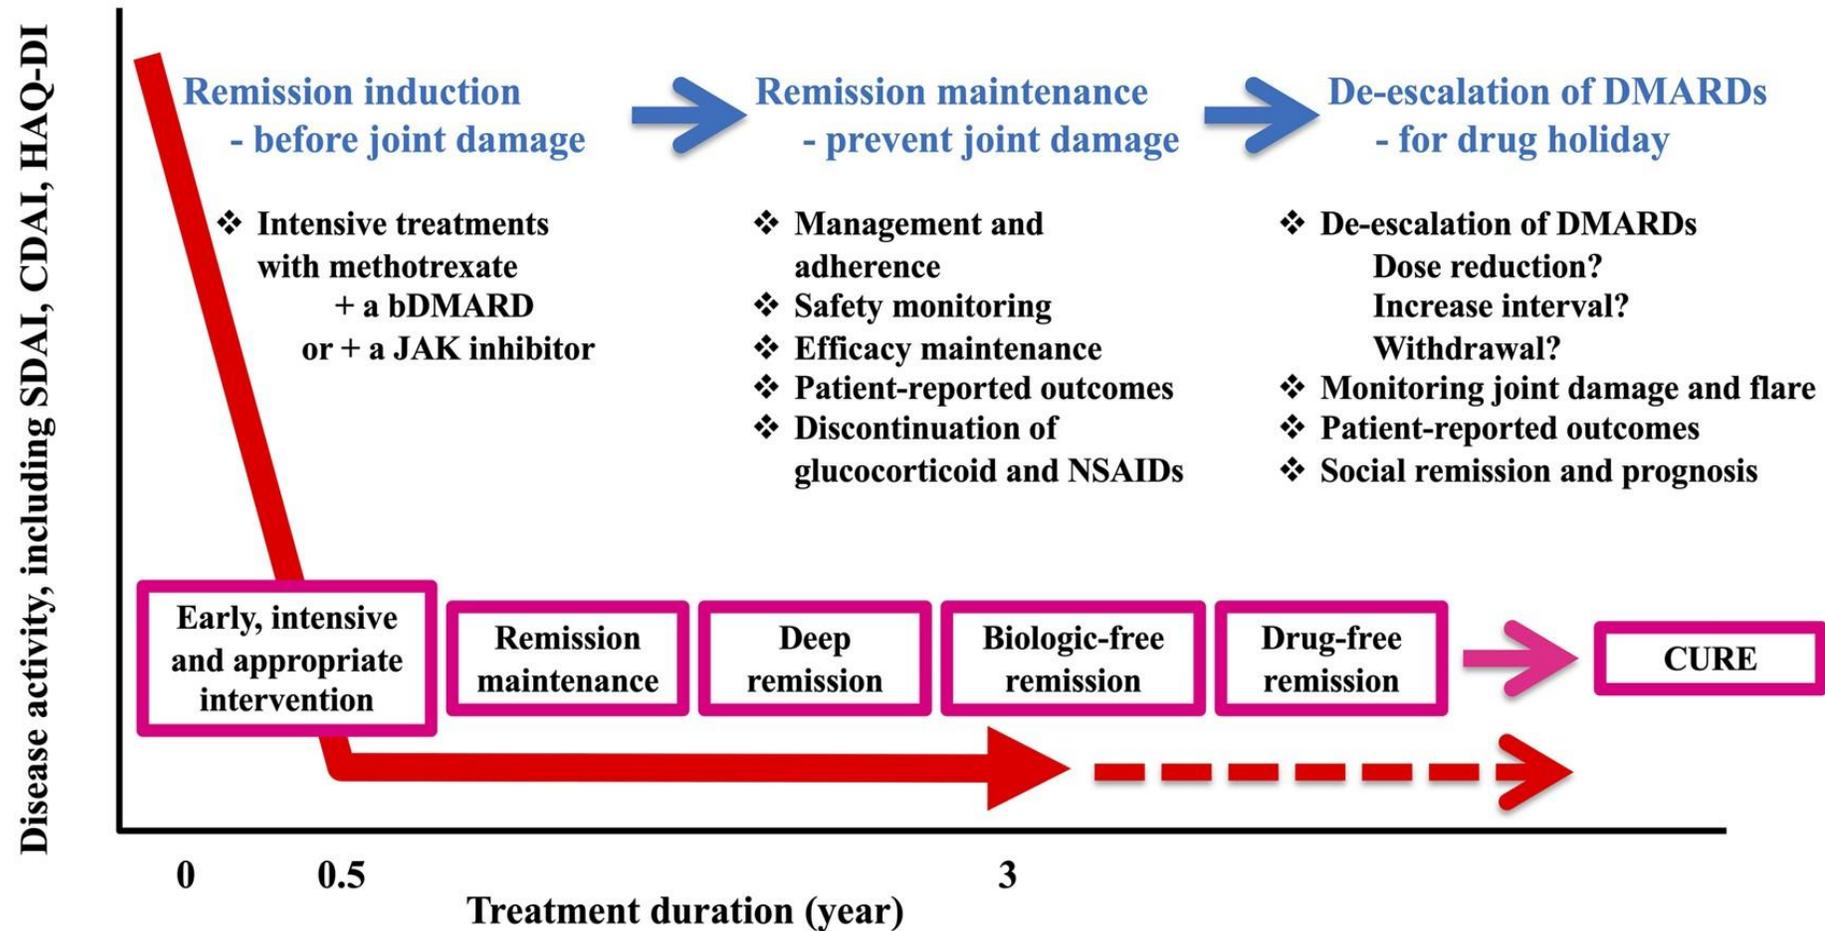 Disease activity, including SDAI, CDAI, HAQ-DI
Remission induction
- before joint damage
Remission maintenance
- prevent joint damage
De-escalation of DMARDs
- for drug holiday
❖ Intensive treatments
with methotrexate
+ a bDMARD
or + a JAK inhibitor
❖ Management and
adherence
❖ Safety monitoring
❖ Efficacy maintenance
❖ Patient-reported outcomes
❖ Discontinuation of
glucocorticoid and NSAIDs
❖ De-escalation of DMARDs
Dose reduction?
Increase interval?
Withdrawal?
❖ Monitoring joint damage and flare
❖ Patient-reported outcomes
❖ Social remission and prognosis
Early, intensive
and appropriate
intervention
Remission
maintenance
Deep
remission
Biologic-free
remission
Drug-free
remission
CURE
0
0.5
3
Treatment duration (year)